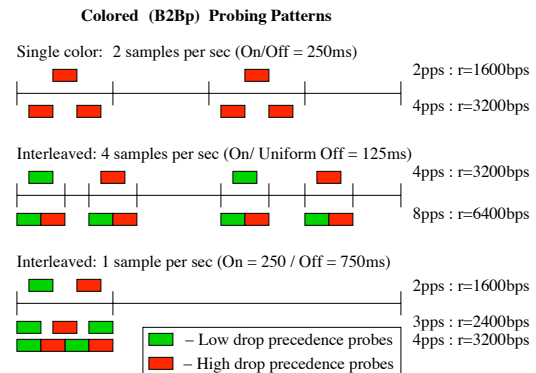 Colored (B2Bp) Probing Patterns
Single color: 2 samples per sec (On/Off = 250ms)
2pps : r=1600bps
4pps : r=3200bps
Interleaved: 4 samples per sec (On/ Uniform Off = 125ms)
4pps : r=3200bps
8pps : r=6400bps
Interleaved: 1 sample per sec (On = 250 / Off = 750ms)
2pps : r=1600bps
3pps : r=2400bps
4pps : r=3200bps
– Low drop precedence probes
– High drop precedence probes